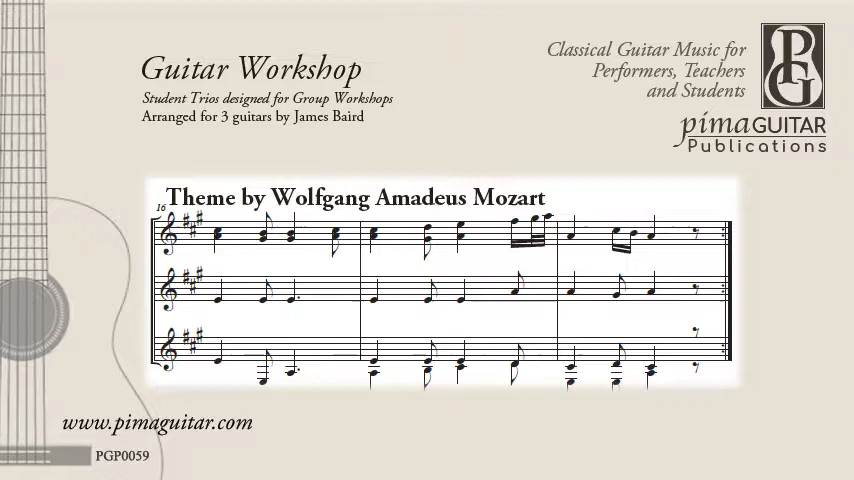 Guitar Workshop
Student Trios designed for Group Workshops
Arranged for 3 guitars by James Baird
Classical Guitar Music for
Performers, Teachers
and Students
PG
pimaGUITAR
Publications
Theme by Wolfgang Amadeus Mozart
16
www.pimaguitar.com
PGP0059